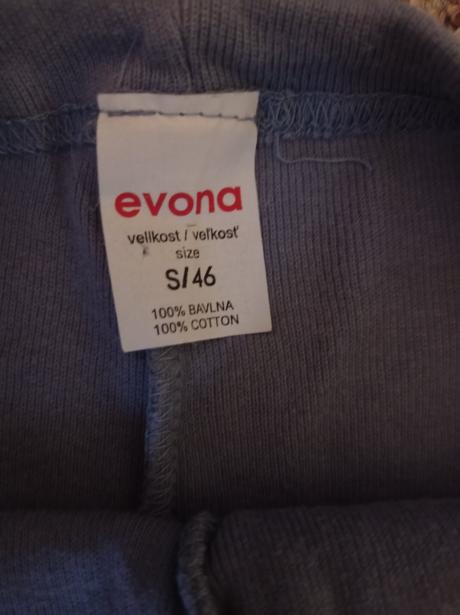 evona
velikost / veľkosť
size
S/46
100% BAVLNA
100% COTTON